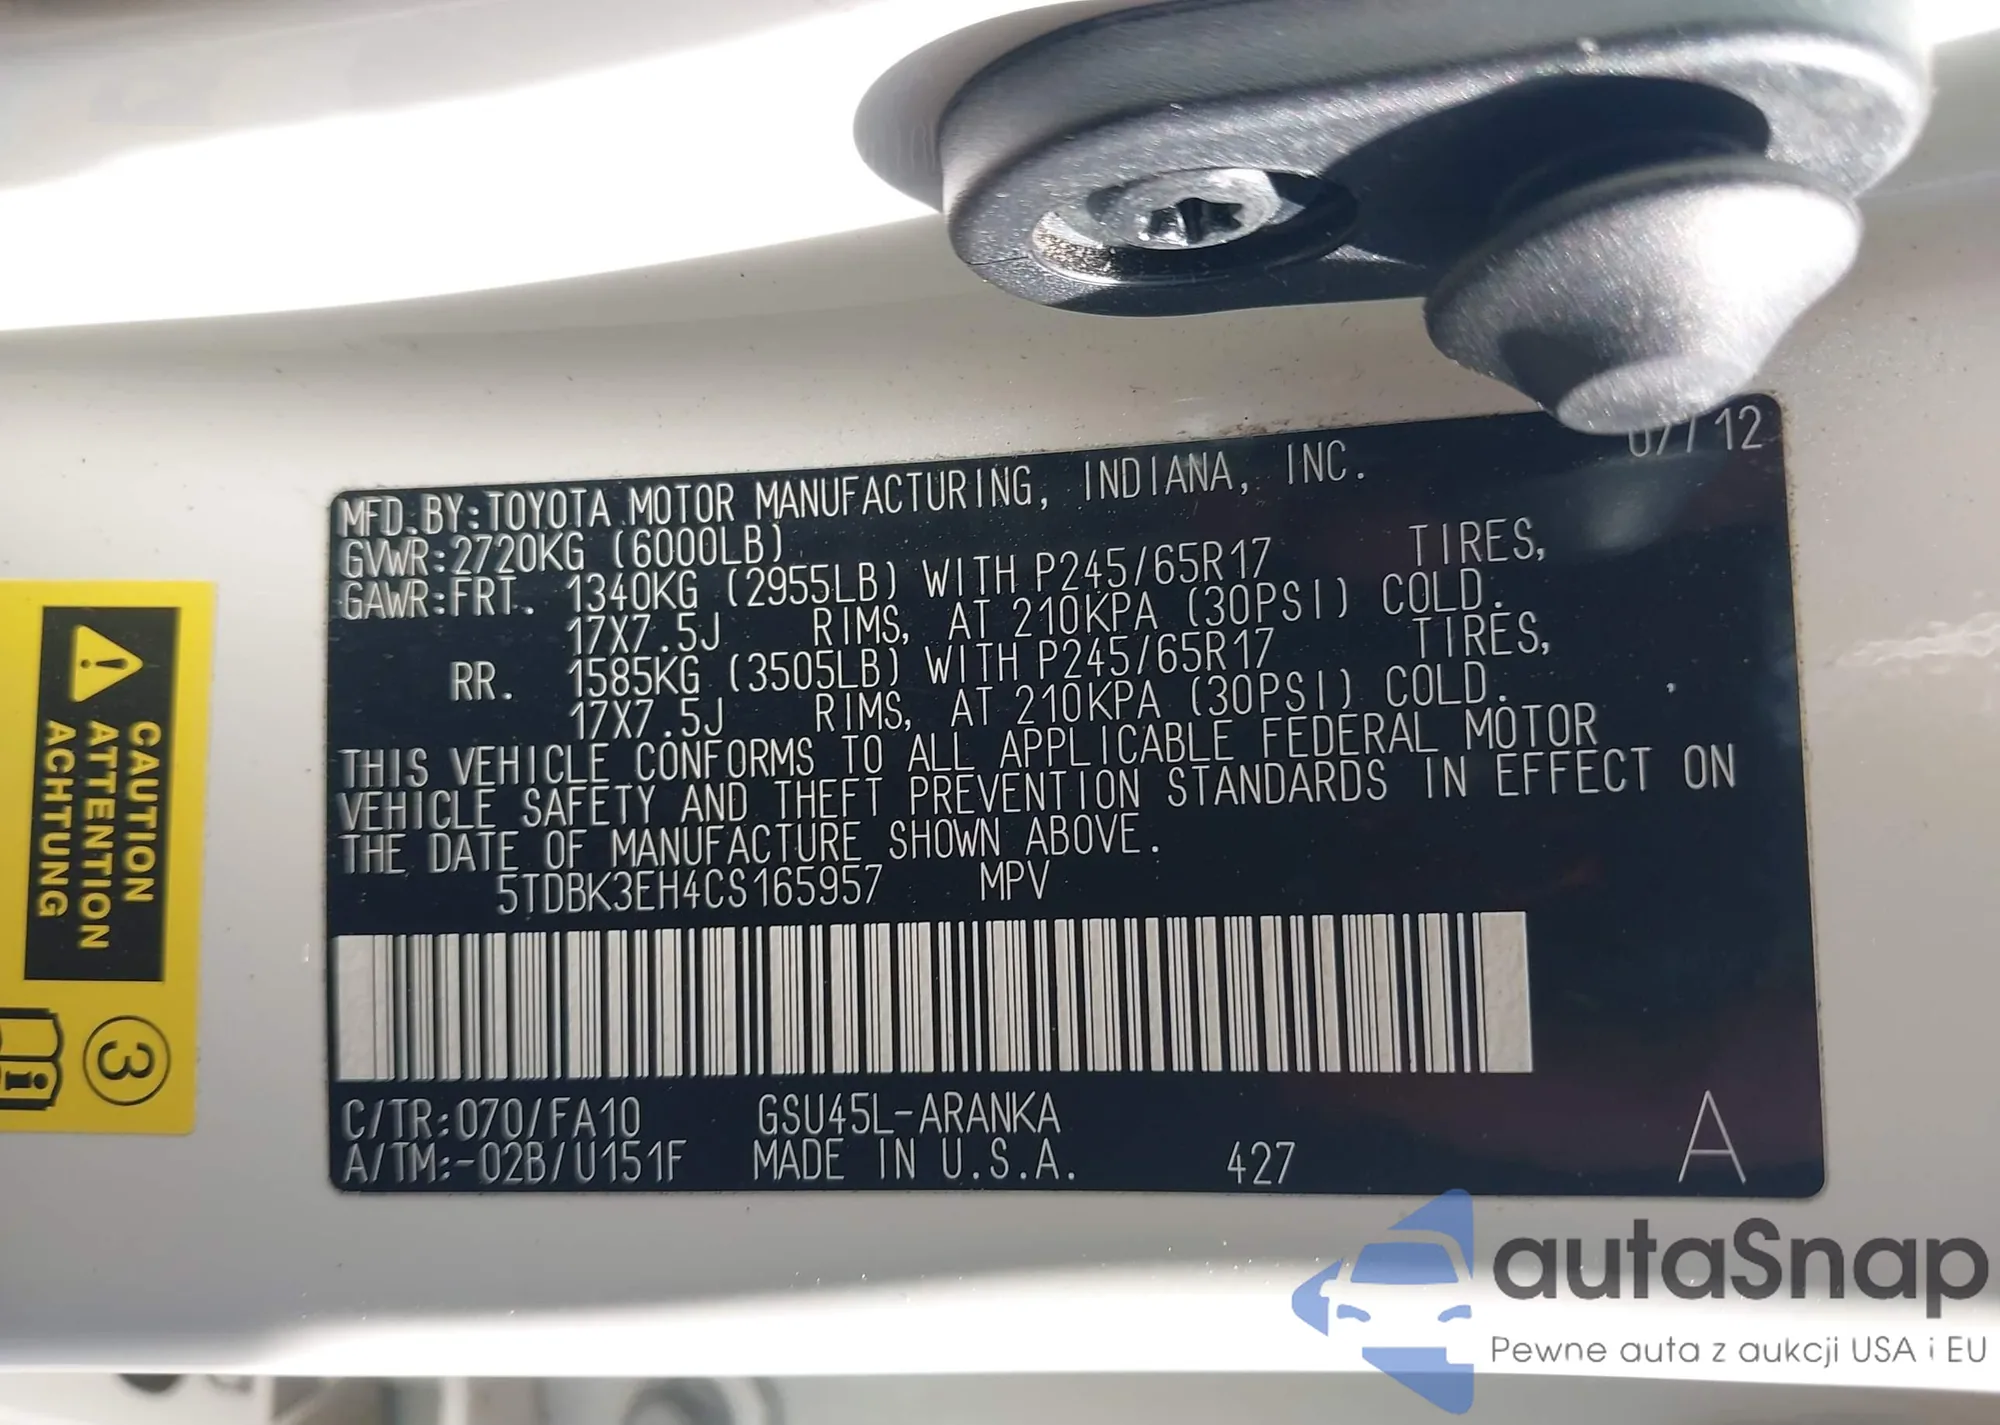 07/12
MFD.BY:TOYOTA MOTOR MANUFACTURING, INDIANA, INC.
GVWR:2720KG (6000LB)
GAWR:FRT. 1340KG (2955LB) WITH P245/65R17 TIRES,
17X7.5J RIMS, AT 210KPA (30PSI) COLD.
RR. 1585KG (3505LB) WITH P245/65R17 TIRES,
17X7.5J RIMS, AT 210KPA (30PSI) COLD.
THIS VEHICLE CONFORMS TO ALL APPLICABLE FEDERAL MOTOR
VEHICLE SAFETY AND THEFT PREVENTION STANDARDS IN EFFECT ON
THE DATE OF MANUFACTURE SHOWN ABOVE.
5TDBK3EH4CS165957 MPV
C/TR:070/FA10 GSU45L-ARANKA
A/TM:-02B/U151F MADE IN U.S.A. 427 A
CAUTION
ATTENTION
ACHTUNG
3
i
autaSnap
Pewne auta z aukcji USA i EU